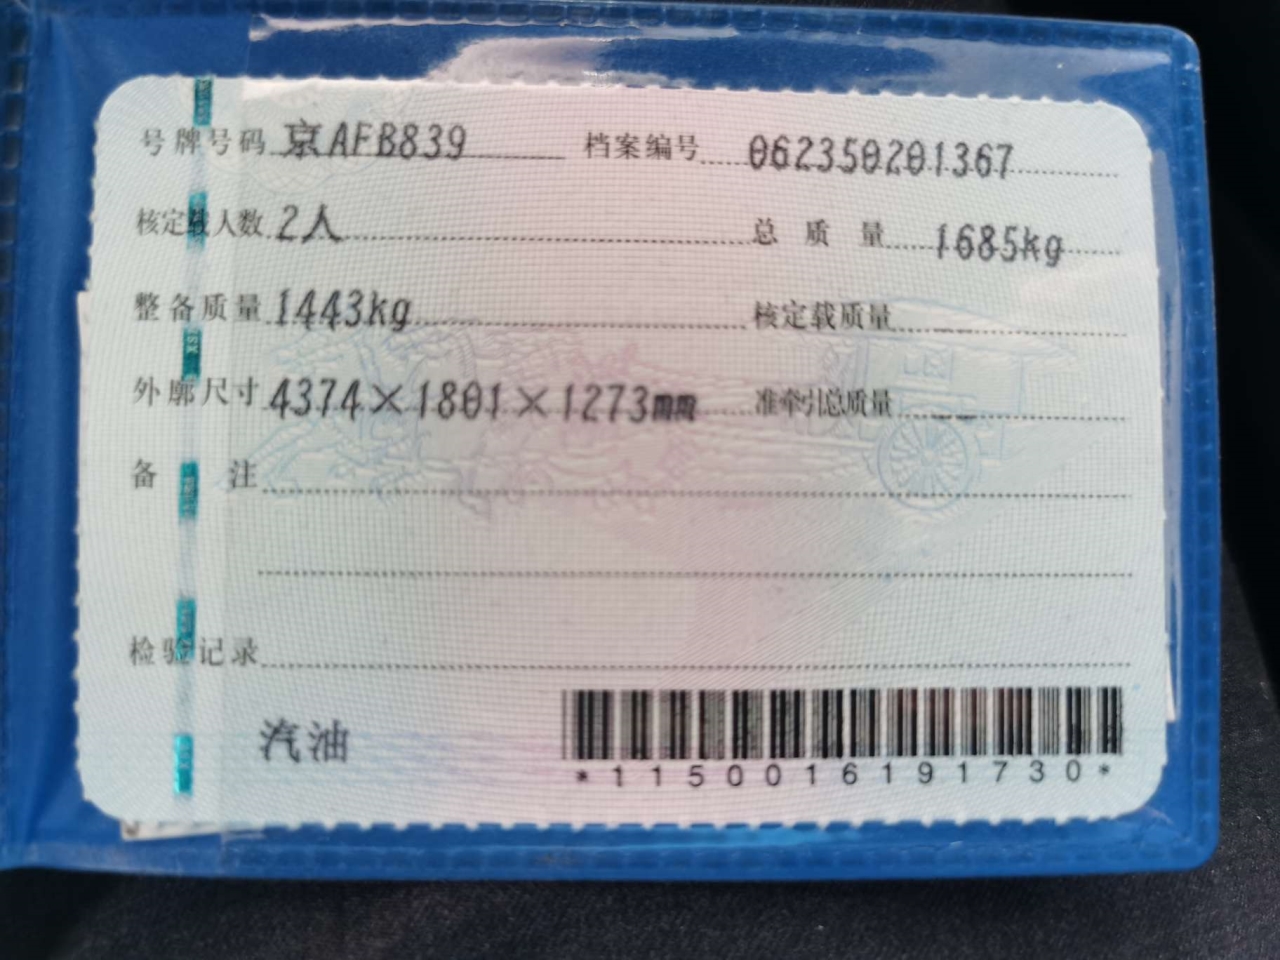 号牌号码 京AFB839 档案编号 062350201367
核定载人数 2人 总质量 1685kg
整备质量 1443kg 核定载质量 --
外廓尺寸 4374×1801×1273mm 准牵引总质量 --
备注
检验记录
汽油
*1150016191730*